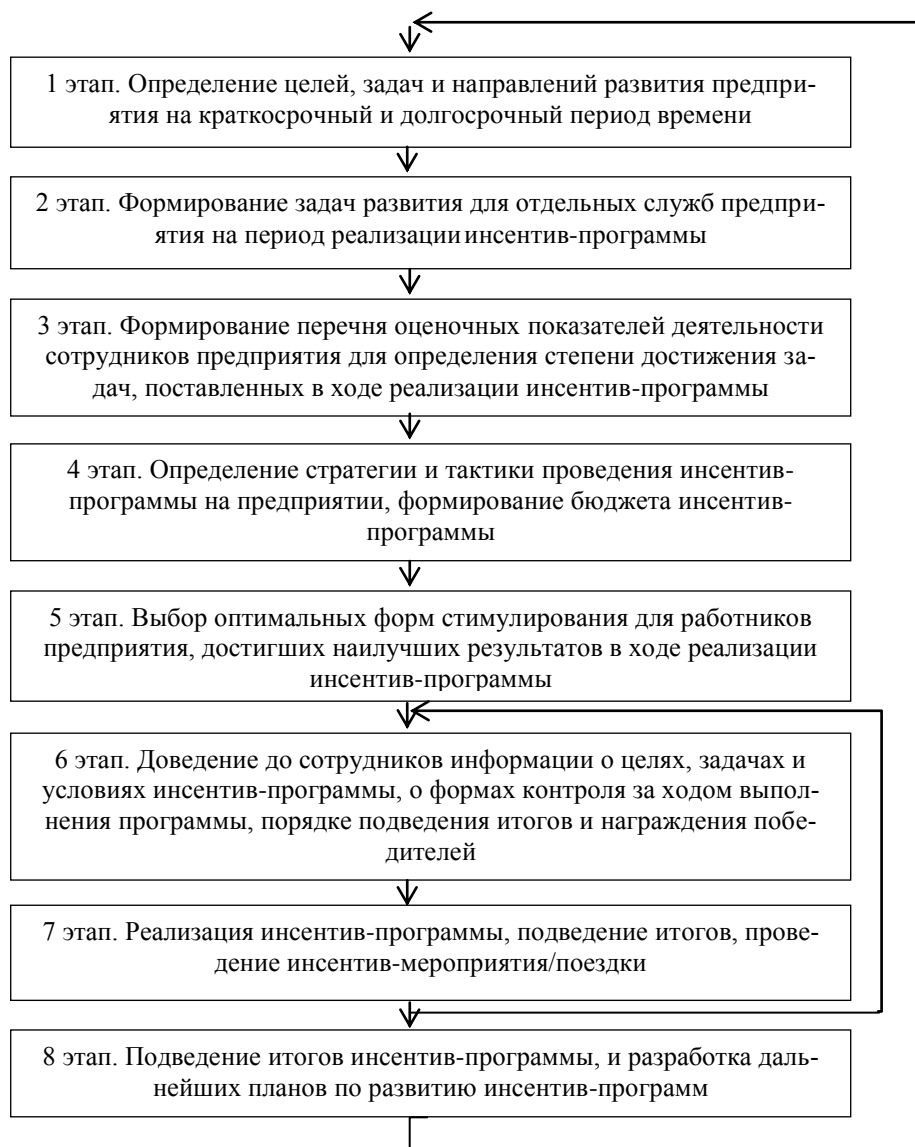 1 этап. Определение целей, задач и направлений развития предпри-
ятия на краткосрочный и долгосрочный период времени
2 этап. Формирование задач развития для отдельных служб предпри-
ятия на период реализации инсентив-программы
3 этап. Формирование перечня оценочных показателей деятельности
сотрудников предприятия для определения степени достижения за-
дач, поставленных в ходе реализации инсентив-программы
4 этап. Определение стратегии и тактики проведения инсентив-
программы на предприятии, формирование бюджета инсентив-
программы
5 этап. Выбор оптимальных форм стимулирования для работников
предприятия, достигших наилучших результатов в ходе реализации
инсентив-программы
6 этап. Доведение до сотрудников информации о целях, задачах и
условиях инсентив-программы, о формах контроля за ходом выпол-
нения программы, порядке подведения итогов и награждения побе-
дителей
7 этап. Реализация инсентив-программы, подведение итогов, прове-
дение инсентив-мероприятия/поездки
8 этап. Подведение итогов инсентив-программы, и разработка даль-
нейших планов по развитию инсентив-программ